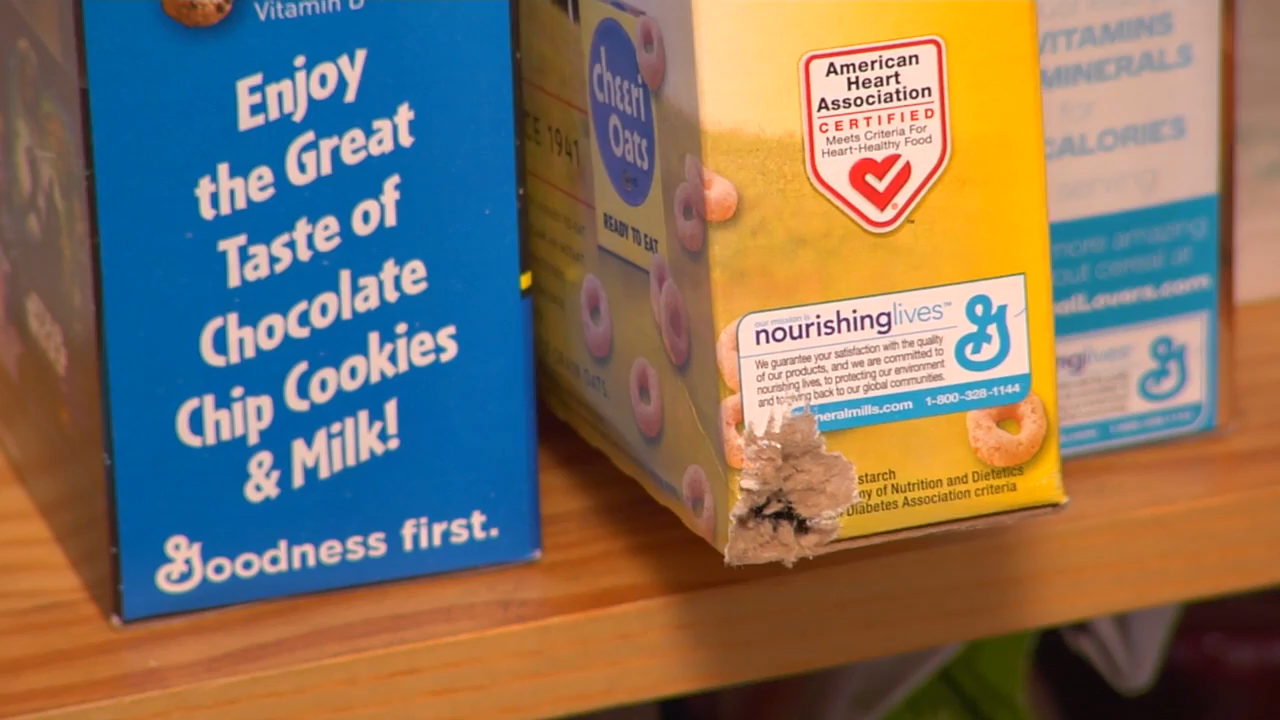 Vitamin D
Enjoy
the Great
Taste of
Chocolate
Chip Cookies
& Milk!
Goodness first.
CE 1941
cheeri
Oats
READY TO EAT
American
Heart
Association
CERTIFIED
Meets Criteria For
Heart-Healthy Food
our mission is
nourishinglives™
We guarantee your satisfaction with the quality
of our products, and we are committed to
nourishing lives, to protecting our environment
and to giving back to our global communities.
neralmills.com 1-800-328-1144
starch
my of Nutrition and Dietetics
Diabetes Association criteria
VITAMINS
MINERALS
for
CALORIES
serving
more amazing
out cereal at
alLovers.com